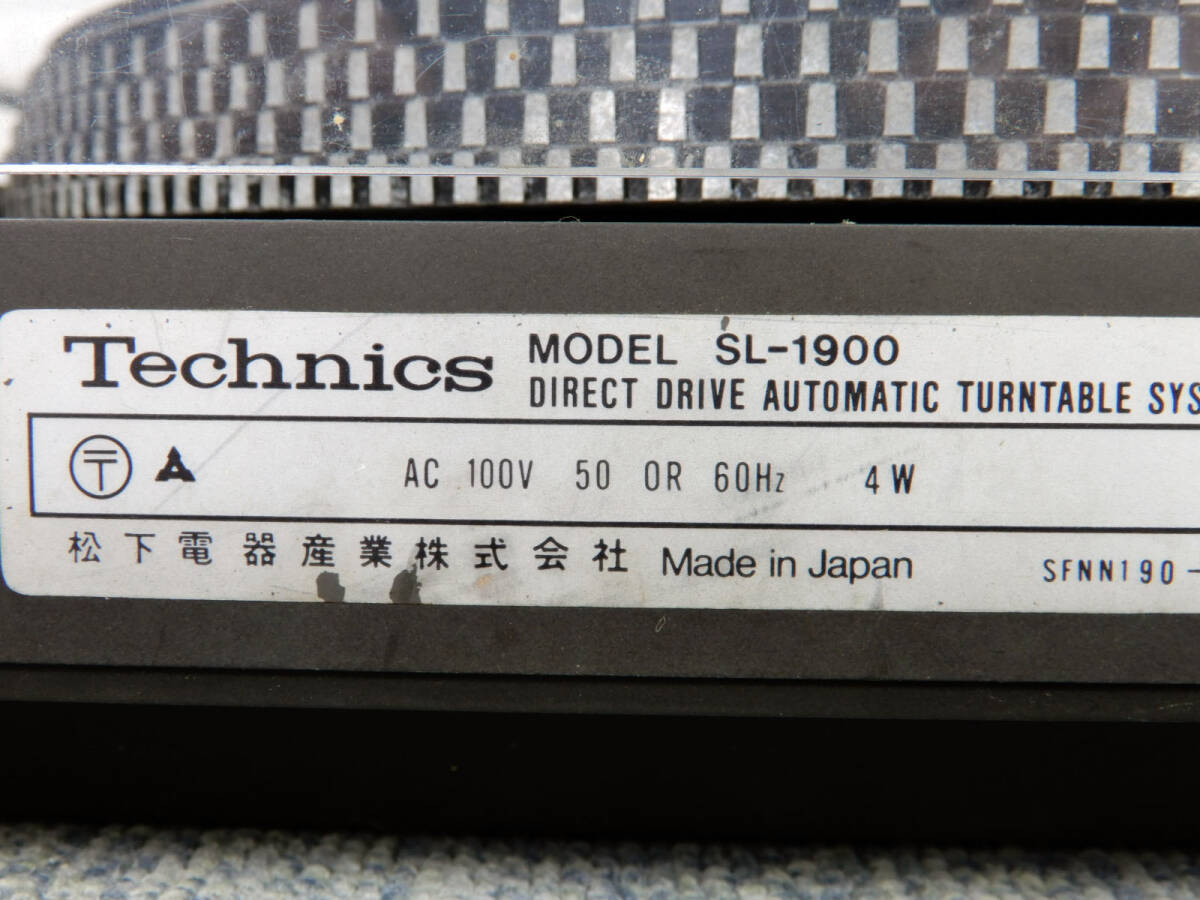 Technics MODEL SL-1900
DIRECT DRIVE AUTOMATIC TURNTABLE SYS
〒 AC 100V 50 OR 60Hz 4W
松下電器産業株式会社 Made in Japan SFNN190-